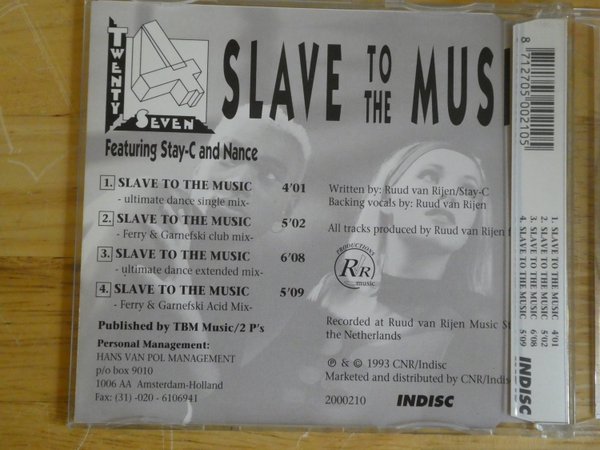 TWENTY 4 SEVEN
SLAVE TO THE MUSI
Featuring Stay-C and Nance
1. SLAVE TO THE MUSIC 4'01
- ultimate dance single mix-
2. SLAVE TO THE MUSIC 5'02
- Ferry & Garnefski club mix-
3. SLAVE TO THE MUSIC 6'08
- ultimate dance extended mix-
4. SLAVE TO THE MUSIC 5'09
- Ferry & Garnefski Acid Mix-
Published by TBM Music/2 P's
Personal Management:
HANS VAN POL MANAGEMENT
p/o box 9010
1006 AA Amsterdam-Holland
Fax: (31) -020 - 6106941
Written by: Ruud van Rijen/Stay-C
Backing vocals by: Ruud van Rijen
All tracks produced by Ruud van Rijen f
PRODUCTIONS
R/R
music
Recorded at Ruud van Rijen Music St
the Netherlands
℗ & © 1993 CNR/Indisc
Marketed and distributed by CNR/Indis
2000210 INDISC
8 712705 002105
1. SLAVE TO THE MUSIC 4'01
2. SLAVE TO THE MUSIC 5'02
3. SLAVE TO THE MUSIC 6'08
4. SLAVE TO THE MUSIC 5'09
INDISC